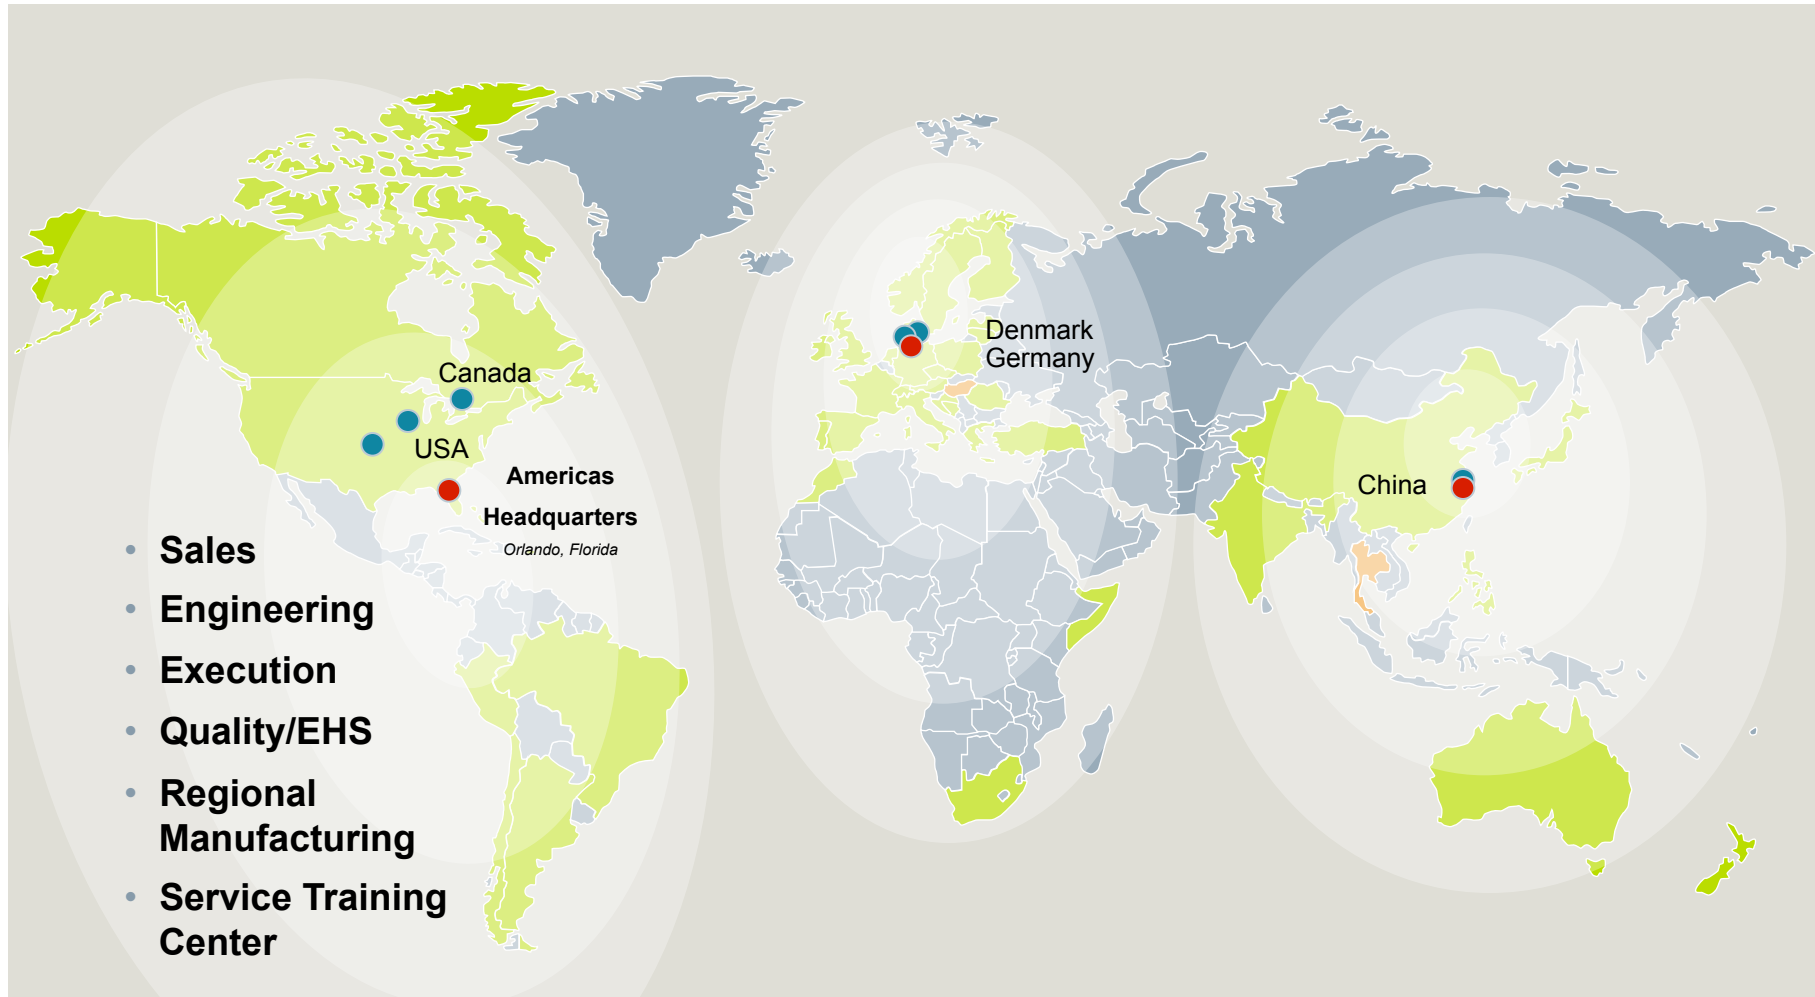 Denmark
Germany
Canada
USA
Americas
Headquarters
Orlando, Florida
China
• Sales
• Engineering
• Execution
• Quality/EHS
• Regional
Manufacturing
• Service Training
Center